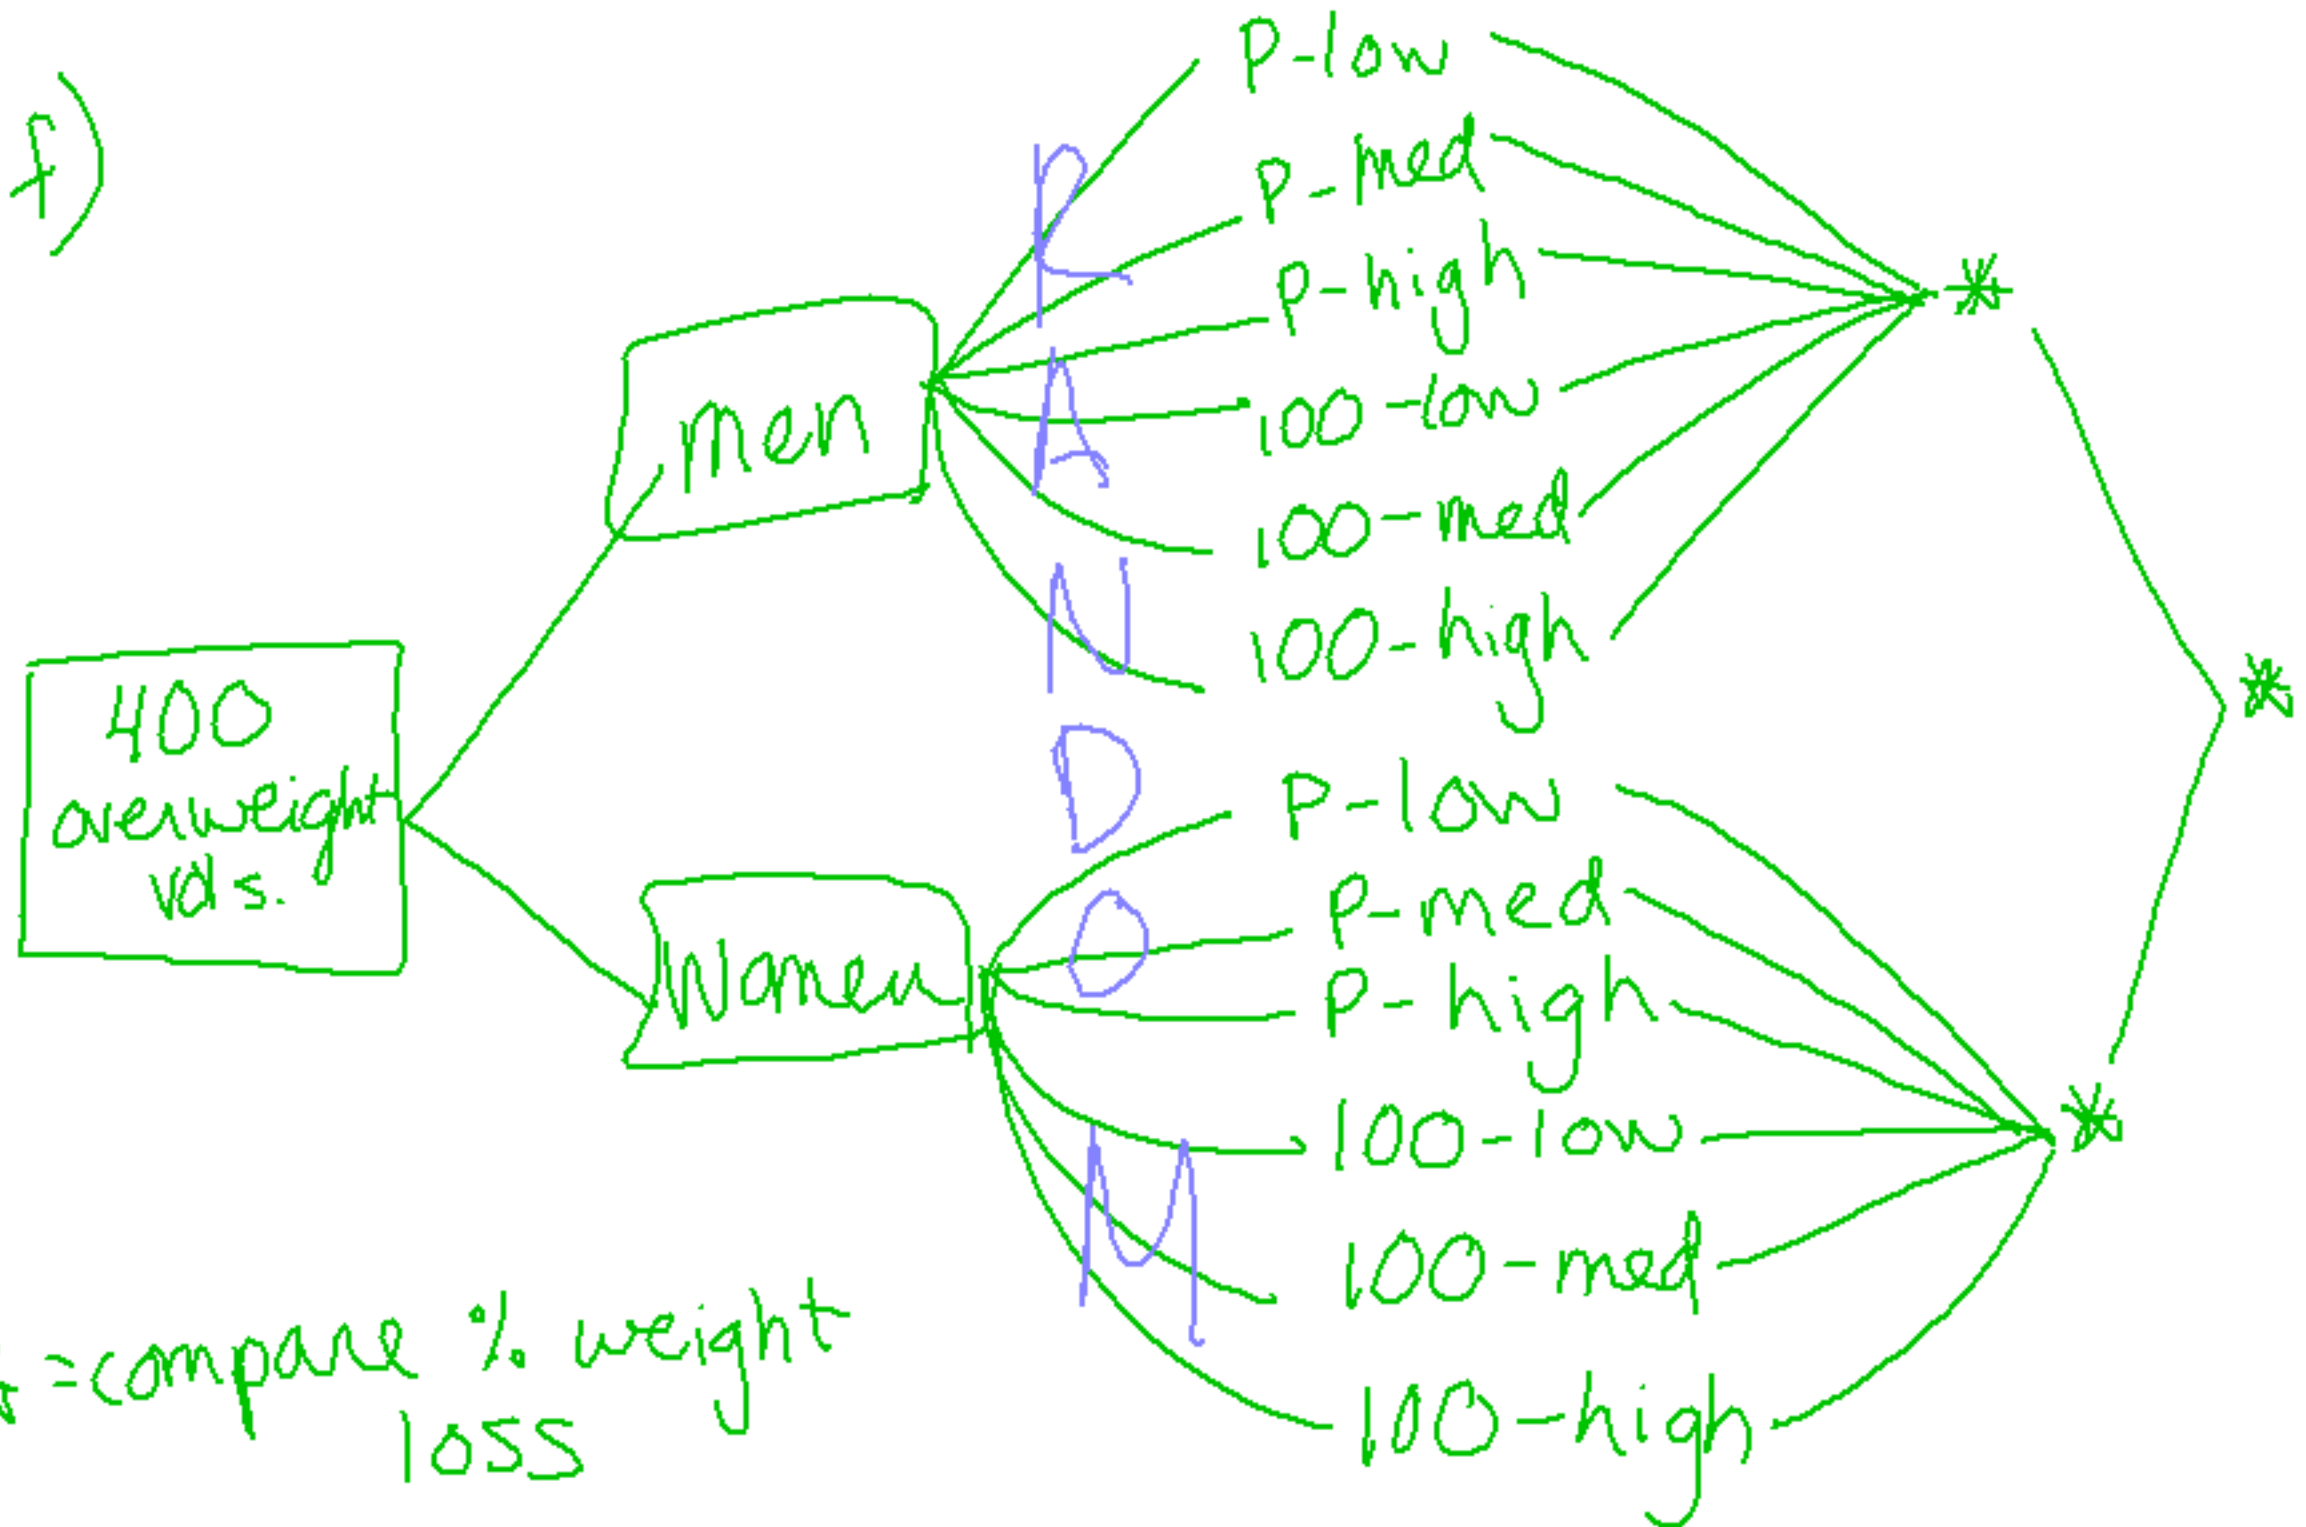 f)
400
overweight
vols.
men
Women
RANDOM
p-low
p-med
p-high
100-low
100-med
100-high
*
p-low
p-med
p-high
100-low
100-med
100-high
*
*
* = compare % weight
loss